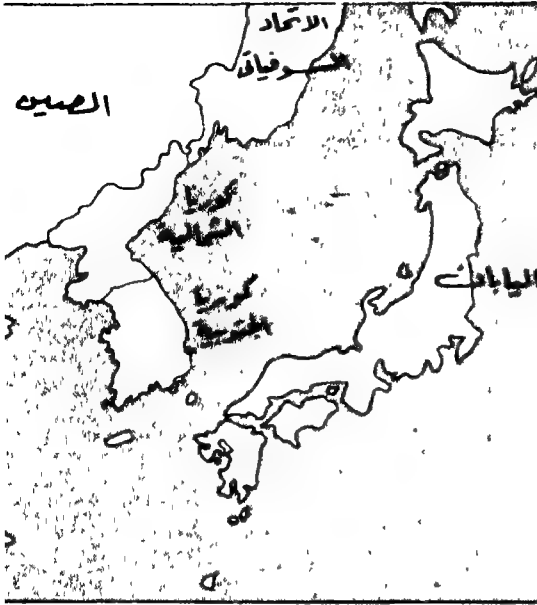 الاتحاد
السوفياتي
الصين
كوريا
الشمالية
اليابان
كوريا
الجنوبية